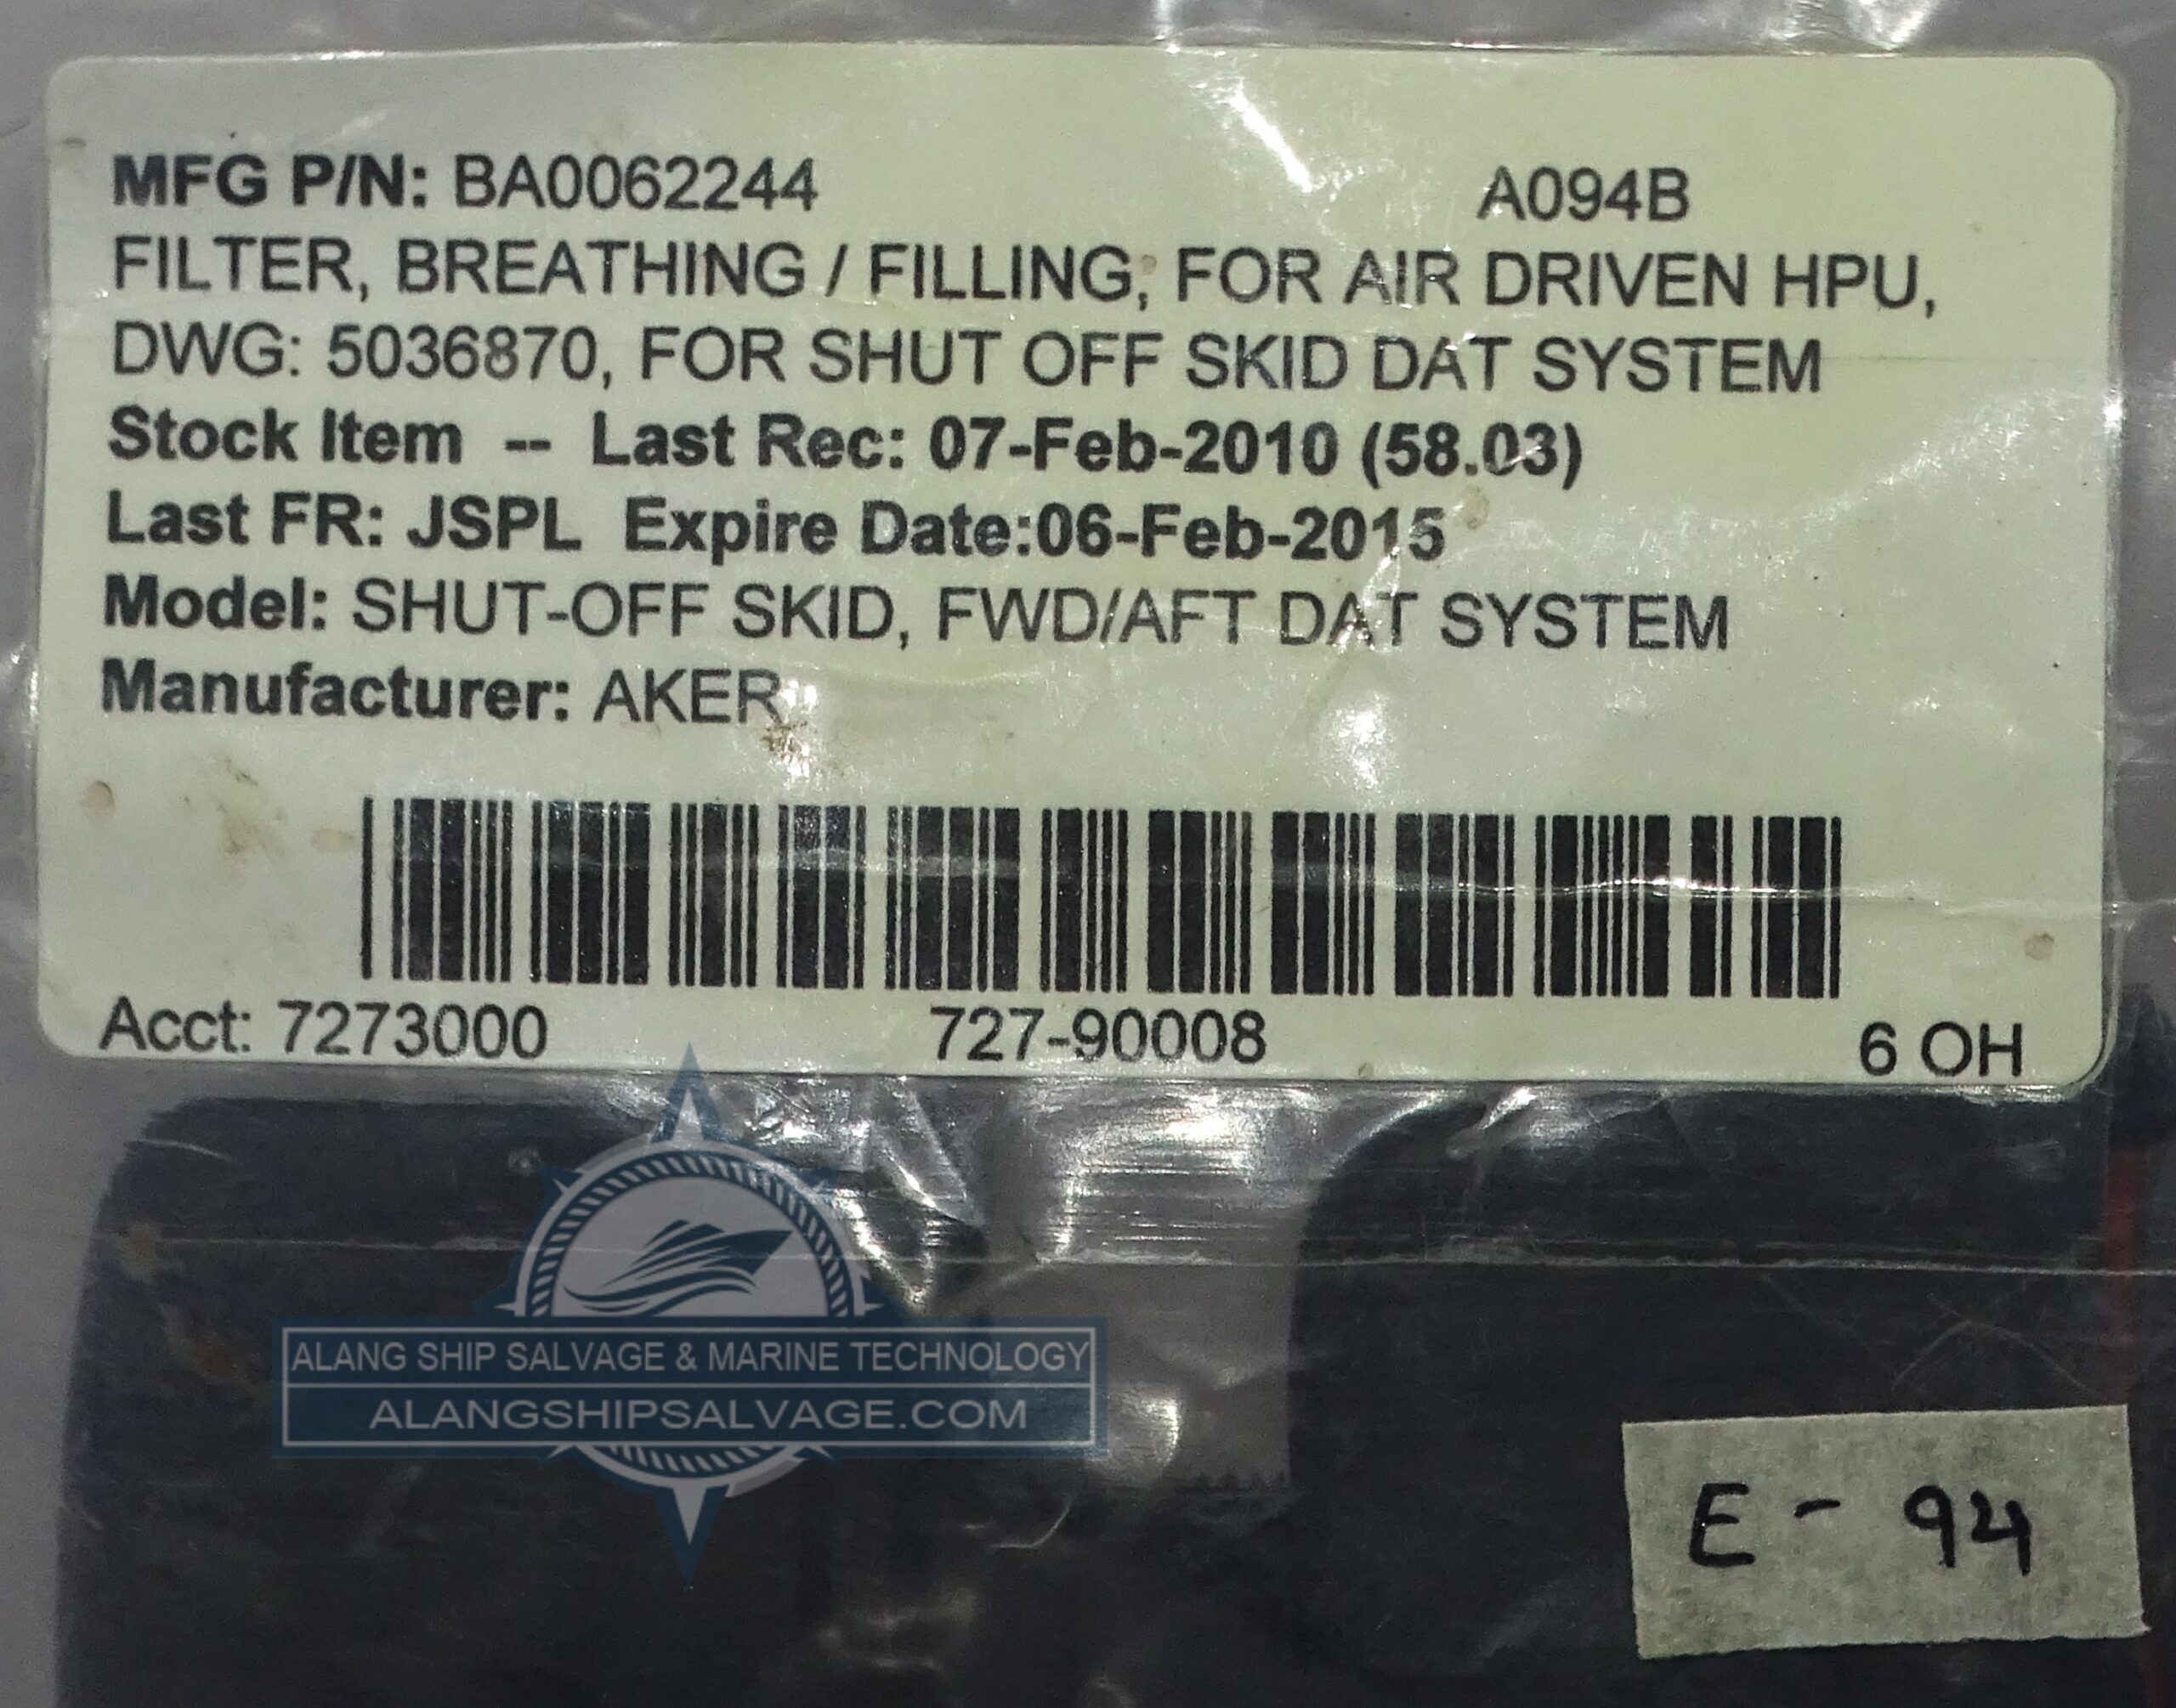 MFG P/N: BA0062244 A094B
FILTER, BREATHING / FILLING, FOR AIR DRIVEN HPU,
DWG: 5036870, FOR SHUT OFF SKID DAT SYSTEM
Stock Item -- Last Rec: 07-Feb-2010 (58.03)
Last FR: JSPL Expire Date:06-Feb-2015
Model: SHUT-OFF SKID, FWD/AFT DAT SYSTEM
Manufacturer: AKER
Acct: 7273000 727-90008 6 OH
ALANG SHIP SALVAGE & MARINE TECHNOLOGY
ALANGSHIPSALVAGE.COM
E - 94